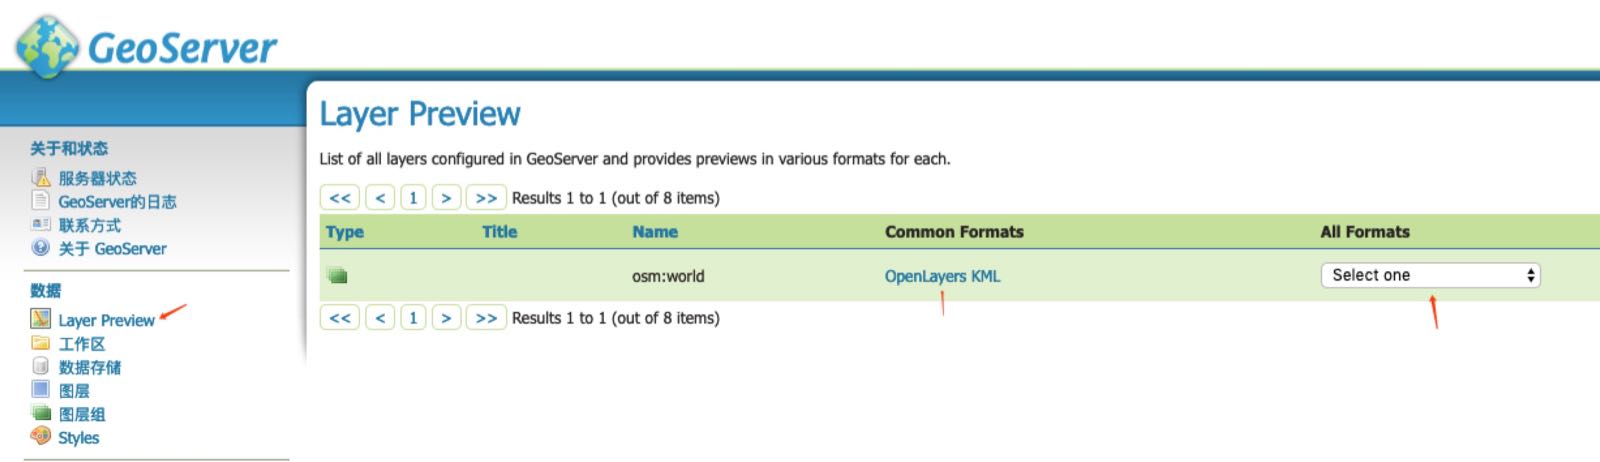 GeoServer
关于和状态
服务器状态
GeoServer的日志
联系方式
关于 GeoServer
数据
Layer Preview
工作区
数据存储
图层
图层组
Styles
Layer Preview
List of all layers configured in GeoServer and provides previews in various formats for each.
<< < 1 > >> Results 1 to 1 (out of 8 items)
Type Title Name Common Formats All Formats
osm:world OpenLayers KML Select one
<< < 1 > >> Results 1 to 1 (out of 8 items)